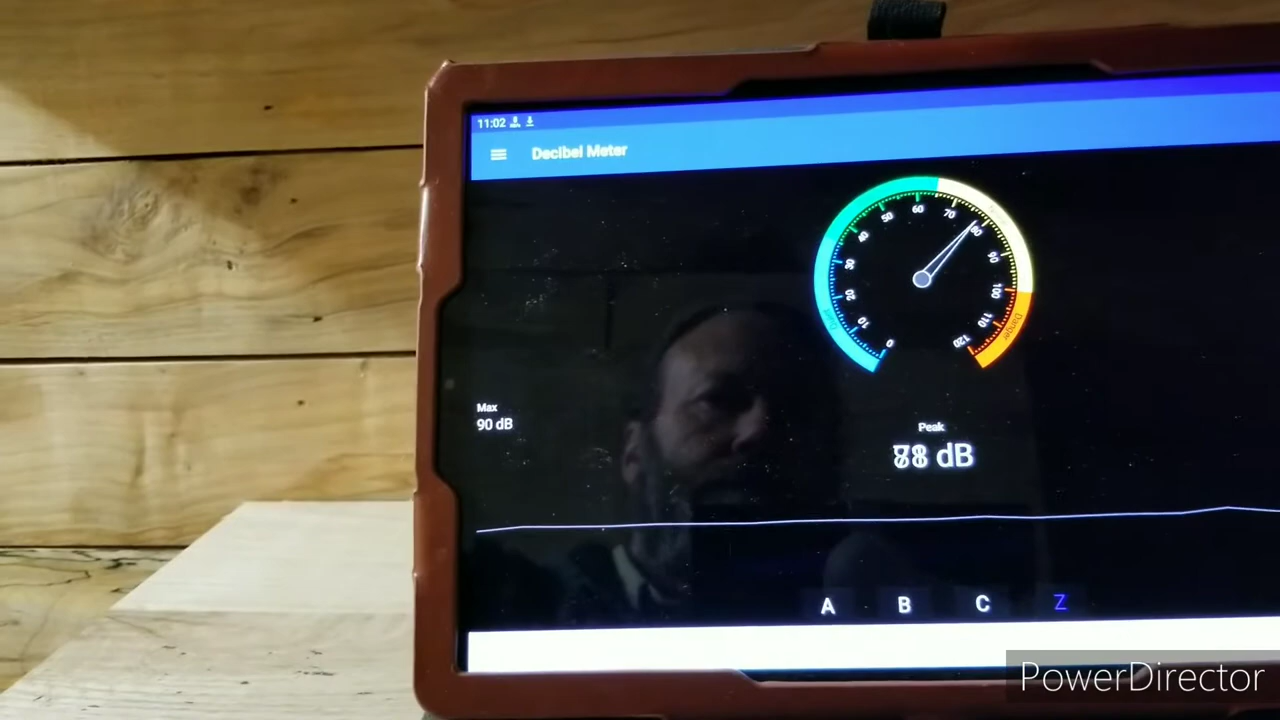 11:02
Decibel Meter
0 10 20 30 40 50 60 70 80 90 100 110 120
Danger
Max
90 dB
Peak
dB
A B C Z
PowerDirector